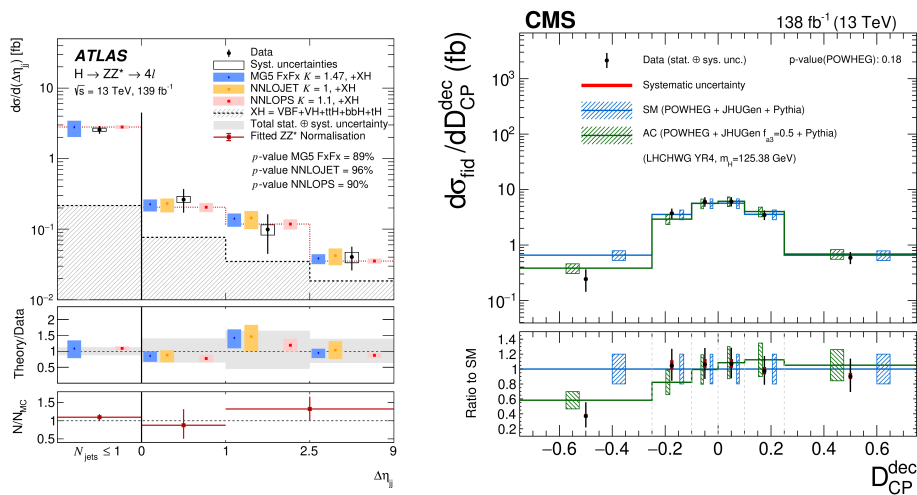 ATLAS
H → ZZ* → 4l
√s = 13 TeV, 139 fb⁻¹
Data
Syst. uncertainties
MG5 FxFx K = 1.47, +XH
NNLOJET K = 1, +XH
NNLOPS K = 1.1, +XH
XH = VBF+VH+ttH+bbH+tH
Total stat. ⊕ syst. uncertainty
Fitted ZZ* Normalisation
p-value MG5 FxFx = 89%
p-value NNLOJET = 96%
p-value NNLOPS = 90%
dσ/d(Δη_jj) [fb]
10
1
10⁻¹
10⁻²
Theory/Data
2
1.5
1
0.5
N/N_MC
1.5
1
0.5
N_jets ≤ 1
0
1
2.5
9
Δη_jj
CMS
138 fb⁻¹ (13 TeV)
Data (stat. ⊕ sys. unc.)
p-value(POWHEG): 0.18
Systematic uncertainty
SM (POWHEG + JHUGen + Pythia)
AC (POWHEG + JHUGen f_a3=0.5 + Pythia)
(LHCHWG YR4, m_H=125.38 GeV)
dσ_fid /dD_CP^dec (fb)
10³
10²
10
1
10⁻¹
Ratio to SM
1.4
1.2
1.0
0.8
0.6
0.4
0.2
−0.6
−0.4
−0.2
0
0.2
0.4
0.6
D_CP^dec